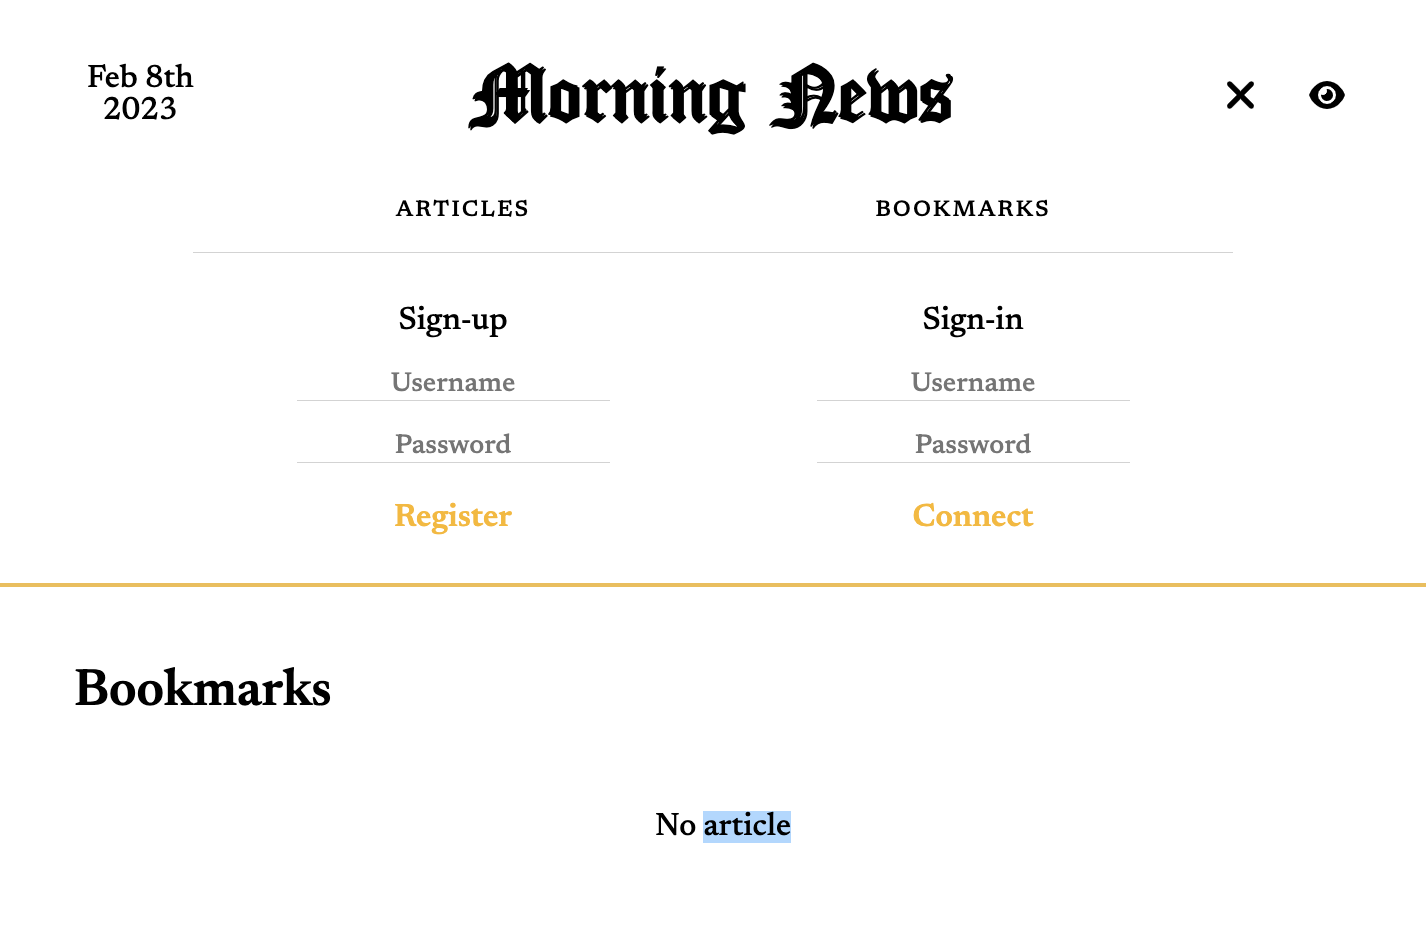 Feb 8th
2023
Morning News
ARTICLES
BOOKMARKS
Sign-up
Username
Password
Register
Sign-in
Username
Password
Connect
Bookmarks
No article